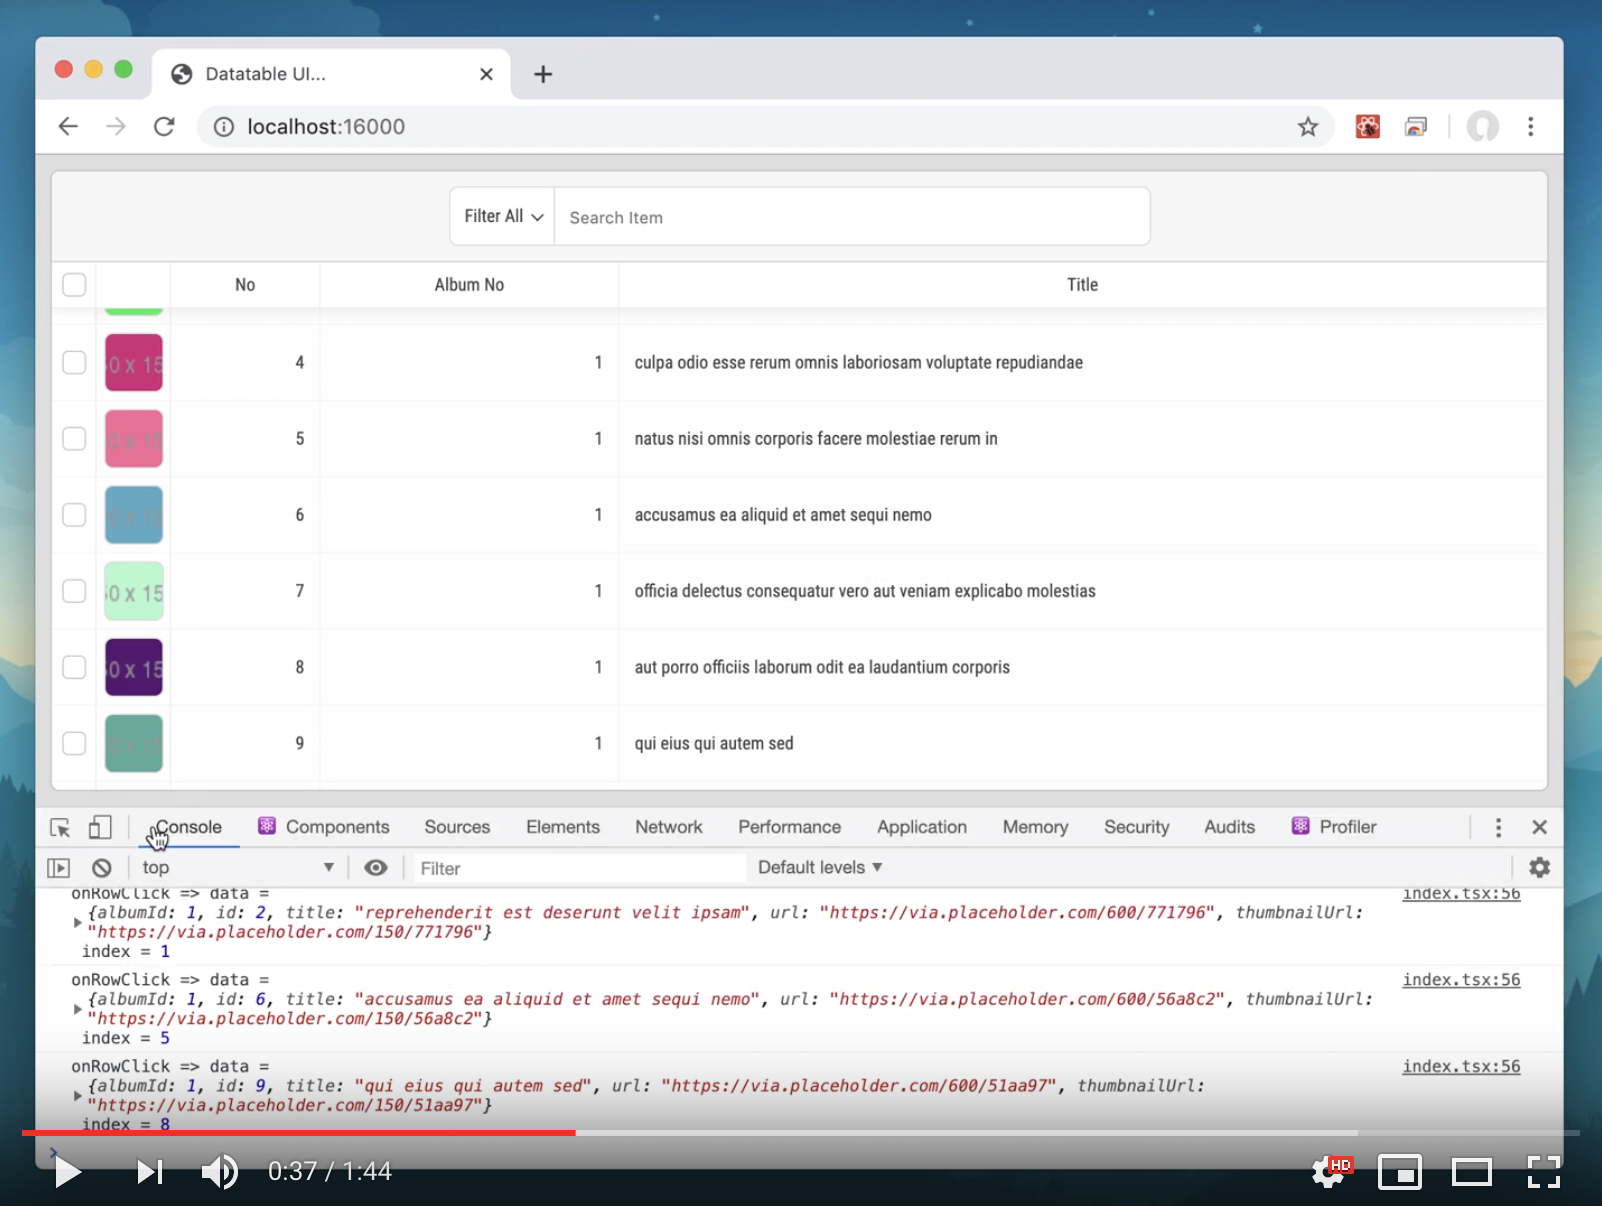 Datatable UI...
localhost:16000
Filter All
Search Item
No Album No Title
0 x 15 4 1 culpa odio esse rerum omnis laboriosam voluptate repudiandae
0 x 15 5 1 natus nisi omnis corporis facere molestiae rerum in
6 1 accusamus ea aliquid et amet sequi nemo
0 x 15 7 1 officia delectus consequatur vero aut veniam explicabo molestias
0 x 15 8 1 aut porro officiis laborum odit ea laudantium corporis
9 1 qui eius qui autem sed
Console Components Sources Elements Network Performance Application Memory Security Audits Profiler
top Filter Default levels
onRowClick => data = index.tsx:56
{albumId: 1, id: 2, title: "reprehenderit est deserunt velit ipsam", url: "https://via.placeholder.com/600/771796", thumbnailUrl:
"https://via.placeholder.com/150/771796"}
index = 1
onRowClick => data = index.tsx:56
{albumId: 1, id: 6, title: "accusamus ea aliquid et amet sequi nemo", url: "https://via.placeholder.com/600/56a8c2", thumbnailUrl:
"https://via.placeholder.com/150/56a8c2"}
index = 5
onRowClick => data = index.tsx:56
{albumId: 1, id: 9, title: "qui eius qui autem sed", url: "https://via.placeholder.com/600/51aa97", thumbnailUrl:
"https://via.placeholder.com/150/51aa97"}
index = 8
0:37 / 1:44 HD